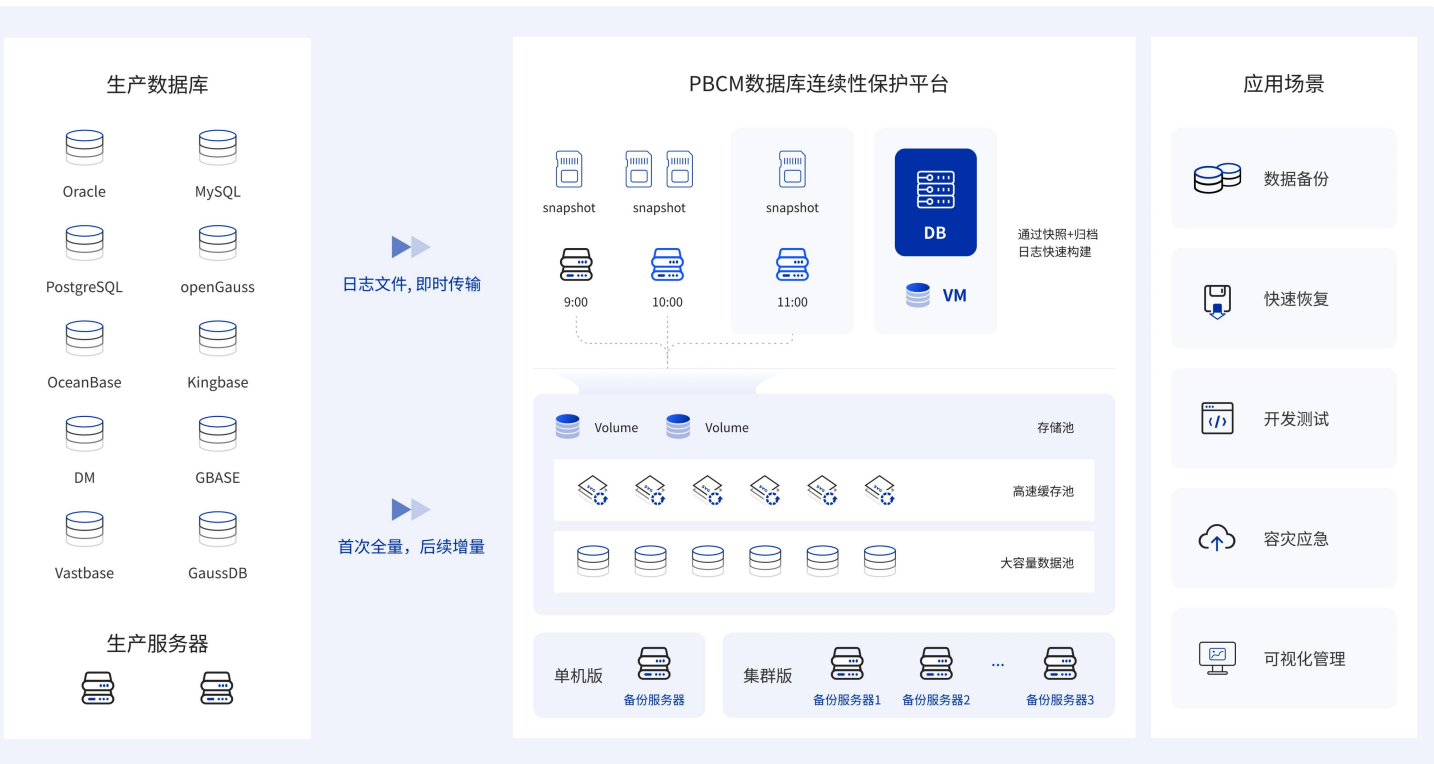 生产数据库
Oracle
MySQL
PostgreSQL
openGauss
OceanBase
Kingbase
DM
GBASE
Vastbase
GaussDB
生产服务器
日志文件, 即时传输
首次全量，后续增量
PBCM数据库连续性保护平台
snapshot
snapshot
snapshot
9:00
10:00
11:00
DB
VM
通过快照+归档
日志快速构建
Volume
Volume
存储池
高速缓存池
大容量数据池
单机版
备份服务器
集群版
备份服务器1
备份服务器2
...
备份服务器3
应用场景
数据备份
快速恢复
开发测试
容灾应急
可视化管理